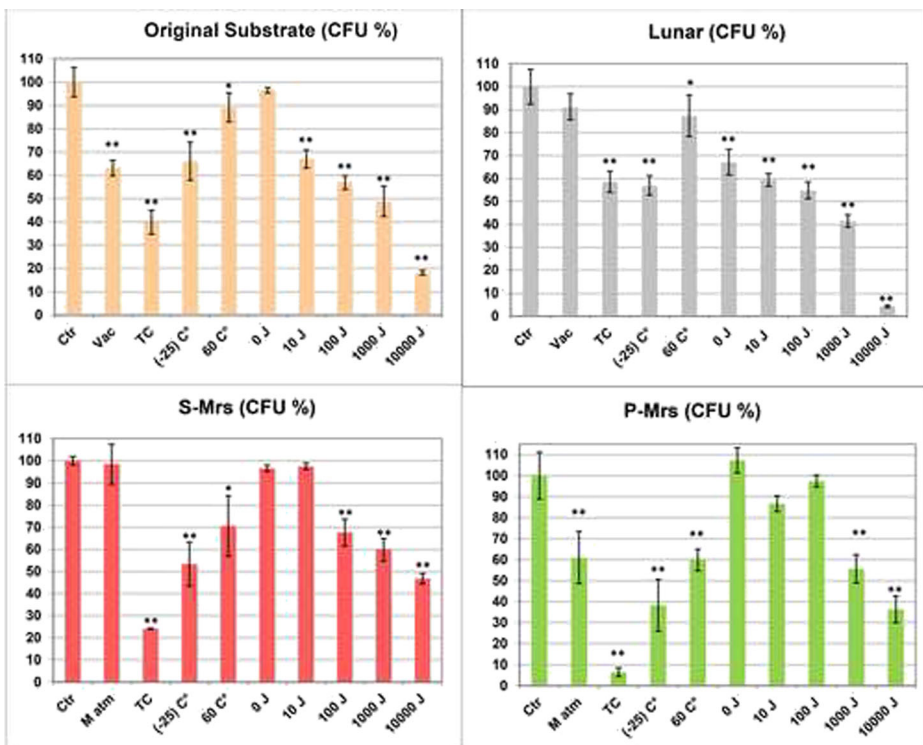 Original Substrate (CFU %)
110
100
90
80
70
60
50
40
30
20
10
0
**
**
**
*
**
**
**
**
Ctr
Vac
TC
(-25) C°
60 C°
0 J
10 J
100 J
1000 J
10000 J
Lunar (CFU %)
110
100
90
80
70
60
50
40
30
20
10
0
**
**
*
**
**
**
**
**
Ctr
Vac
TC
(-25) C°
60 C°
0 J
10 J
100 J
1000 J
10000 J
S-Mrs (CFU %)
110
100
90
80
70
60
50
40
30
20
10
0
**
**
*
**
**
**
Ctr
M atm
TC
(-25) C°
60 C°
0 J
10 J
100 J
1000 J
10000 J
P-Mrs (CFU %)
110
100
90
80
70
60
50
40
30
20
10
0
**
**
**
**
**
**
Ctr
M atm
TC
(-25) C°
60 C°
0 J
10 J
100 J
1000 J
10000 J